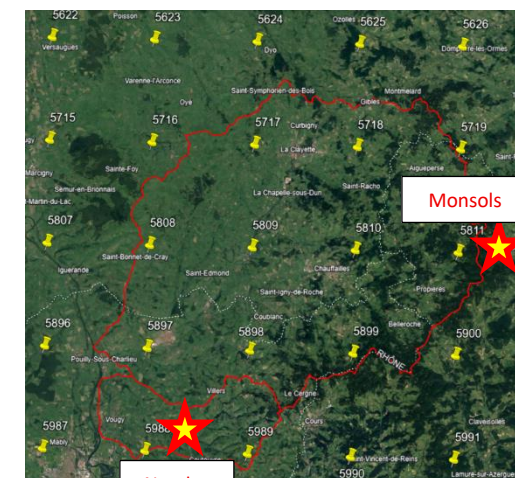 5622
Poisson
5623
5624
Ozolles
5625
5626
Versaugues
Dyo
Dompierre-les-Ormes
Varenne-l'Arconce
Saint-Symphorien-des-Bois
Montmelard
Oyé
Gibles
5715
5716
5717
Curbigny
5718
5719
La Clayette
Sainte-Foy
Aigueperse
Marcigny
Semur-en-Brionnais
La Chapelle-sous-Dun
Saint-Racho
t-Martin-du-Lac
Monsols
5807
5808
5809
5810
5811
Saint-Bonnet-de-Cray
Iguerande
Saint-Edmond
Chauffailles
Saint-Igny-de-Roche
Propières
Coublanc
Belleroche
5896
5897
5898
5899
5900
Pouilly-Sous-Charlieu
RHÔNE
Villers
Le Cergne
Vougy
Cours
Claveisolles
5987
5989
5991
Mably
Saint-Vincent-de-Reins
5990
Lamure-sur-Azergues